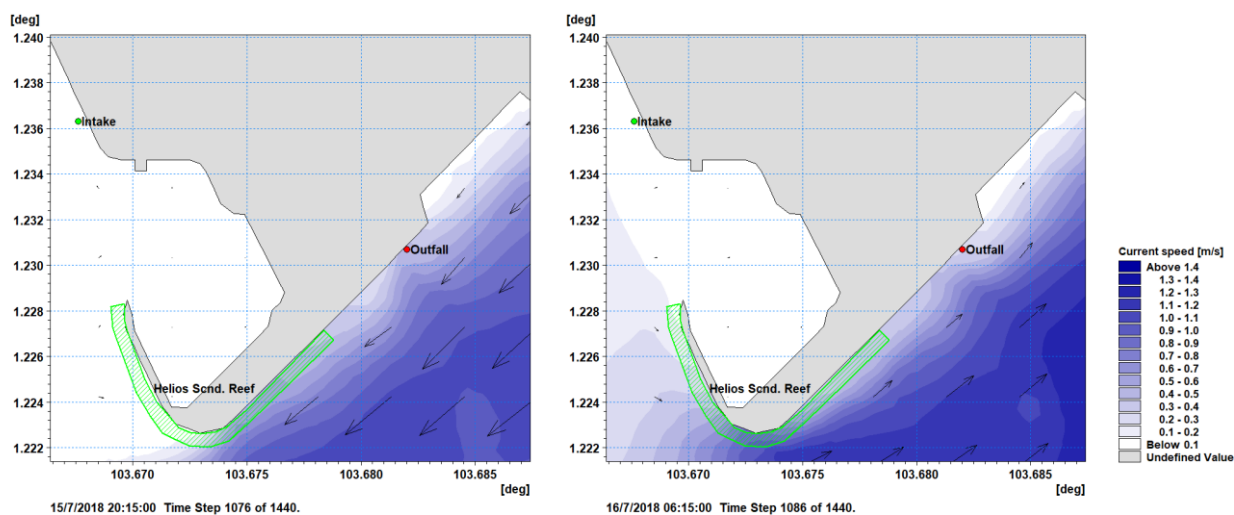 [deg]
1.240
1.238
1.236
1.234
1.232
1.230
1.228
1.226
1.224
1.222
Intake
Outfall
Helios Scnd. Reef
103.670
103.675
103.680
103.685
[deg]
15/7/2018 20:15:00 Time Step 1076 of 1440.
[deg]
1.240
1.238
1.236
1.234
1.232
1.230
1.228
1.226
1.224
1.222
Intake
Outfall
Helios Scnd. Reef
103.670
103.675
103.680
103.685
[deg]
16/7/2018 06:15:00 Time Step 1086 of 1440.
Current speed [m/s]
Above 1.4
1.3 - 1.4
1.2 - 1.3
1.1 - 1.2
1.0 - 1.1
0.9 - 1.0
0.8 - 0.9
0.7 - 0.8
0.6 - 0.7
0.5 - 0.6
0.4 - 0.5
0.3 - 0.4
0.2 - 0.3
0.1 - 0.2
Below 0.1
Undefined Value